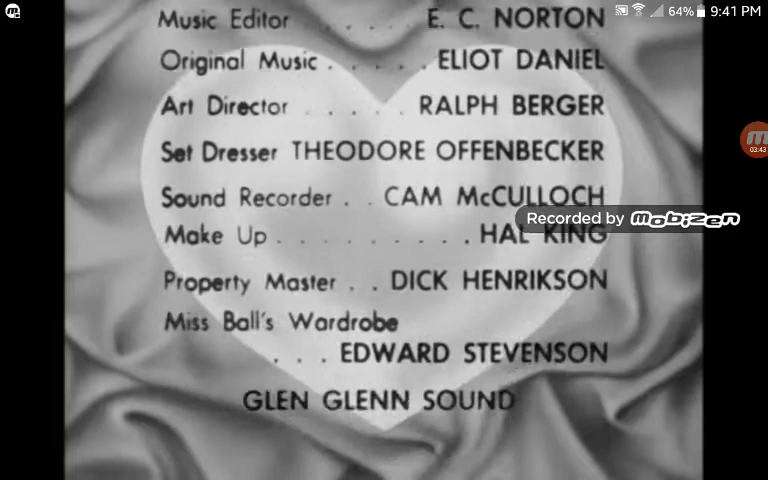 64% 9:41 PM
Music Editor . . . . E. C. NORTON
Original Music . . . . . ELIOT DANIEL
Art Director . . . . . RALPH BERGER
Set Dresser THEODORE OFFENBECKER
Sound Recorder . . CAM McCULLOCH
Recorded by mobizen
Make Up . . . . . . . . . HAL KING
03:43
Property Master . . DICK HENRIKSON
Miss Ball's Wardrobe
. . . EDWARD STEVENSON
GLEN GLENN SOUND